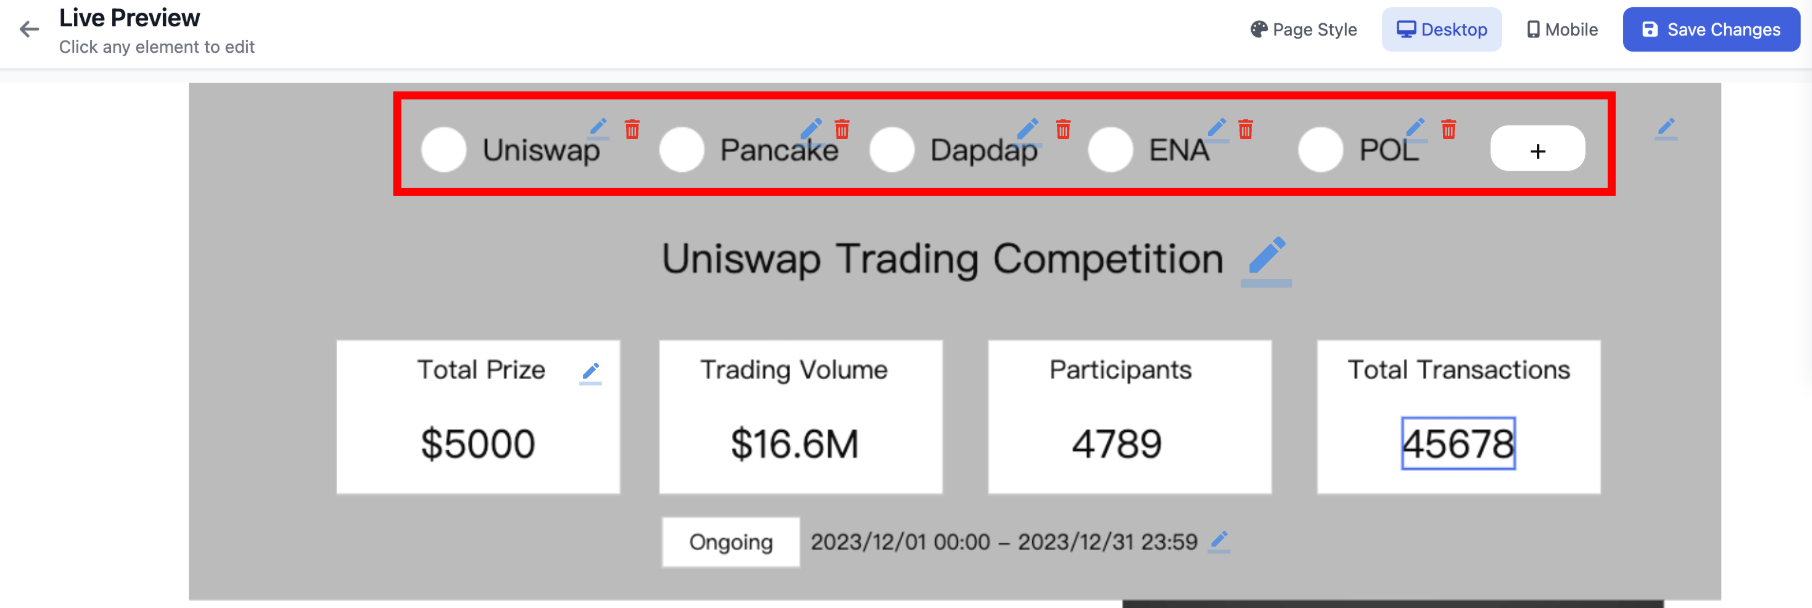 Live Preview
Click any element to edit
Page Style
Desktop
Mobile
Save Changes
Uniswap
Pancake
Dapdap
ENA
POL
+
Uniswap Trading Competition
Total Prize
$5000
Trading Volume
$16.6M
Participants
4789
Total Transactions
45678
Ongoing
2023/12/01 00:00 – 2023/12/31 23:59